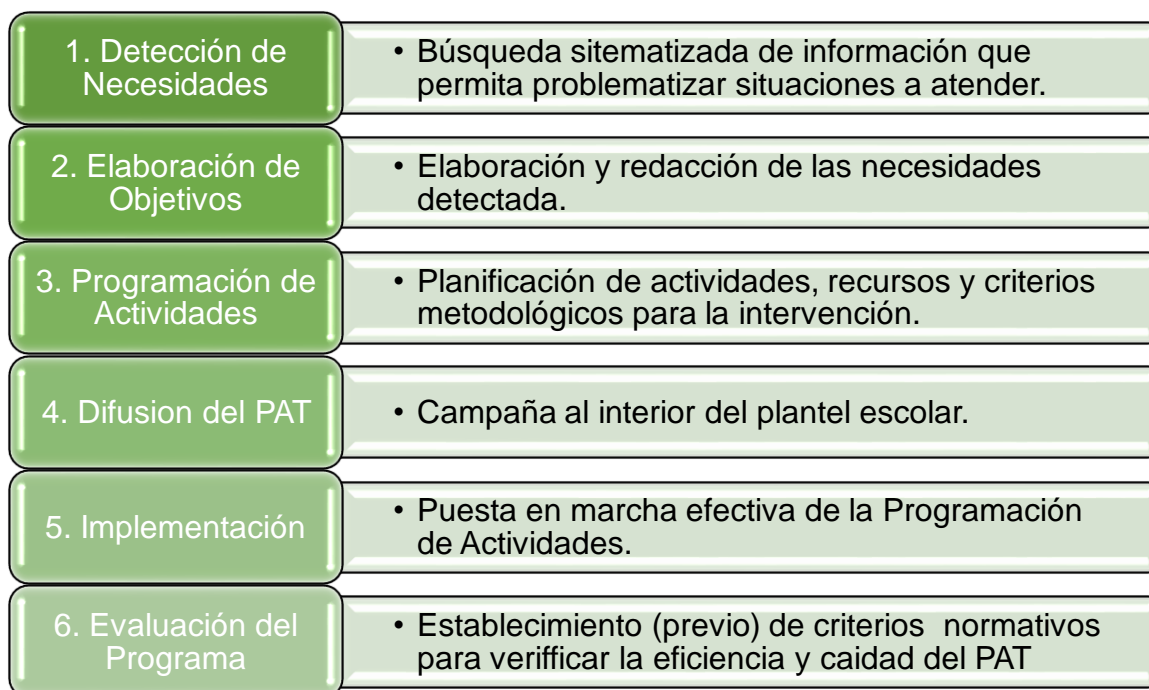 1. Detección de
Necesidades
• Búsqueda sitematizada de información que
permita problematizar situaciones a atender.
2. Elaboración de
Objetivos
• Elaboración y redacción de las necesidades
detectada.
3. Programación de
Actividades
• Planificación de actividades, recursos y criterios
metodológicos para la intervención.
4. Difusion del PAT
• Campaña al interior del plantel escolar.
5. Implementación
• Puesta en marcha efectiva de la Programación
de Actividades.
6. Evaluación del
Programa
• Establecimiento (previo) de criterios  normativos
para verifficar la eficiencia y caidad del PAT